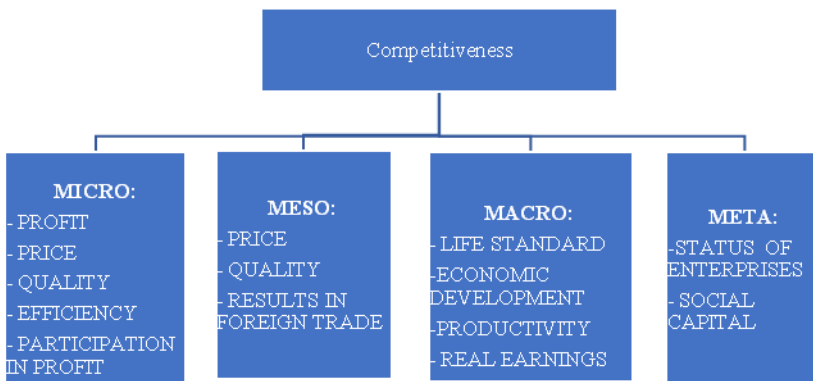 Competitiveness
MICRO:
- PROFIT
- PRICE
- QUALITY
- EFFICIENCY
- PARTICIPATION
IN PROFIT
MESO:
- PRICE
- QUALITY
- RESULTS IN
FOREIGN TRADE
MACRO:
- LIFE STANDARD
-ECONOMIC
DEVELOPMENT
-PRODUCTIVITY
- REAL EARNINGS
META:
-STATUS OF
ENTERPRISES
- SOCIAL
CAPITAL